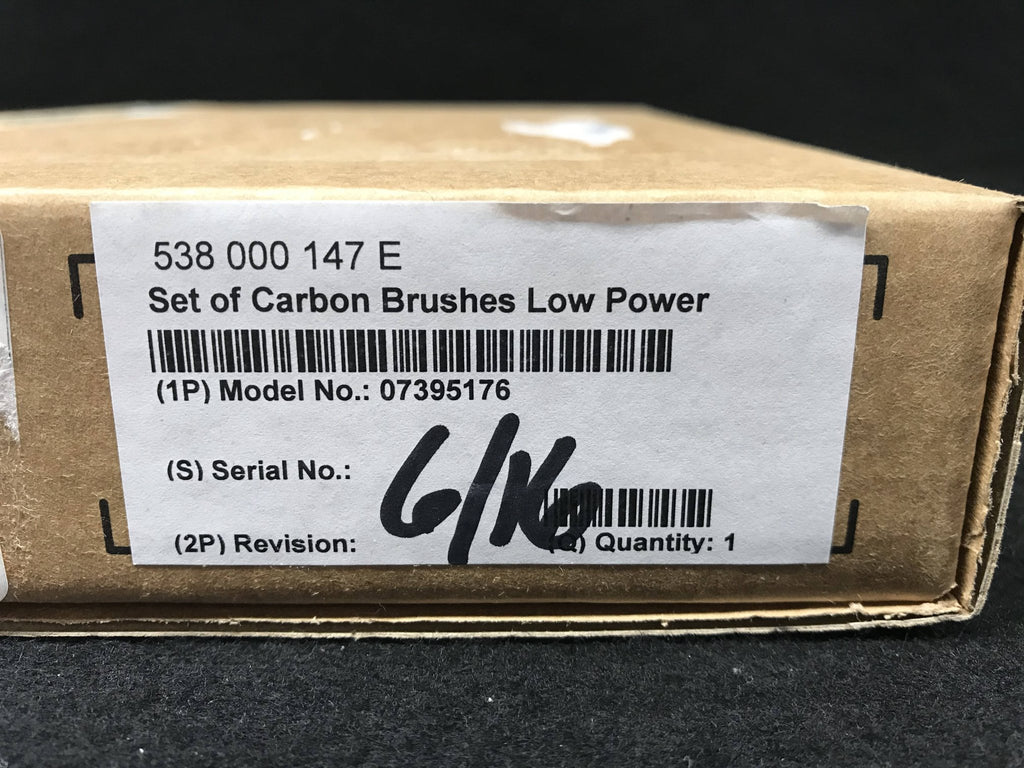 538 000 147 E
Set of Carbon Brushes Low Power
(1P) Model No.: 07395176
(S) Serial No.:
6/16
(2P) Revision: (Q) Quantity: 1